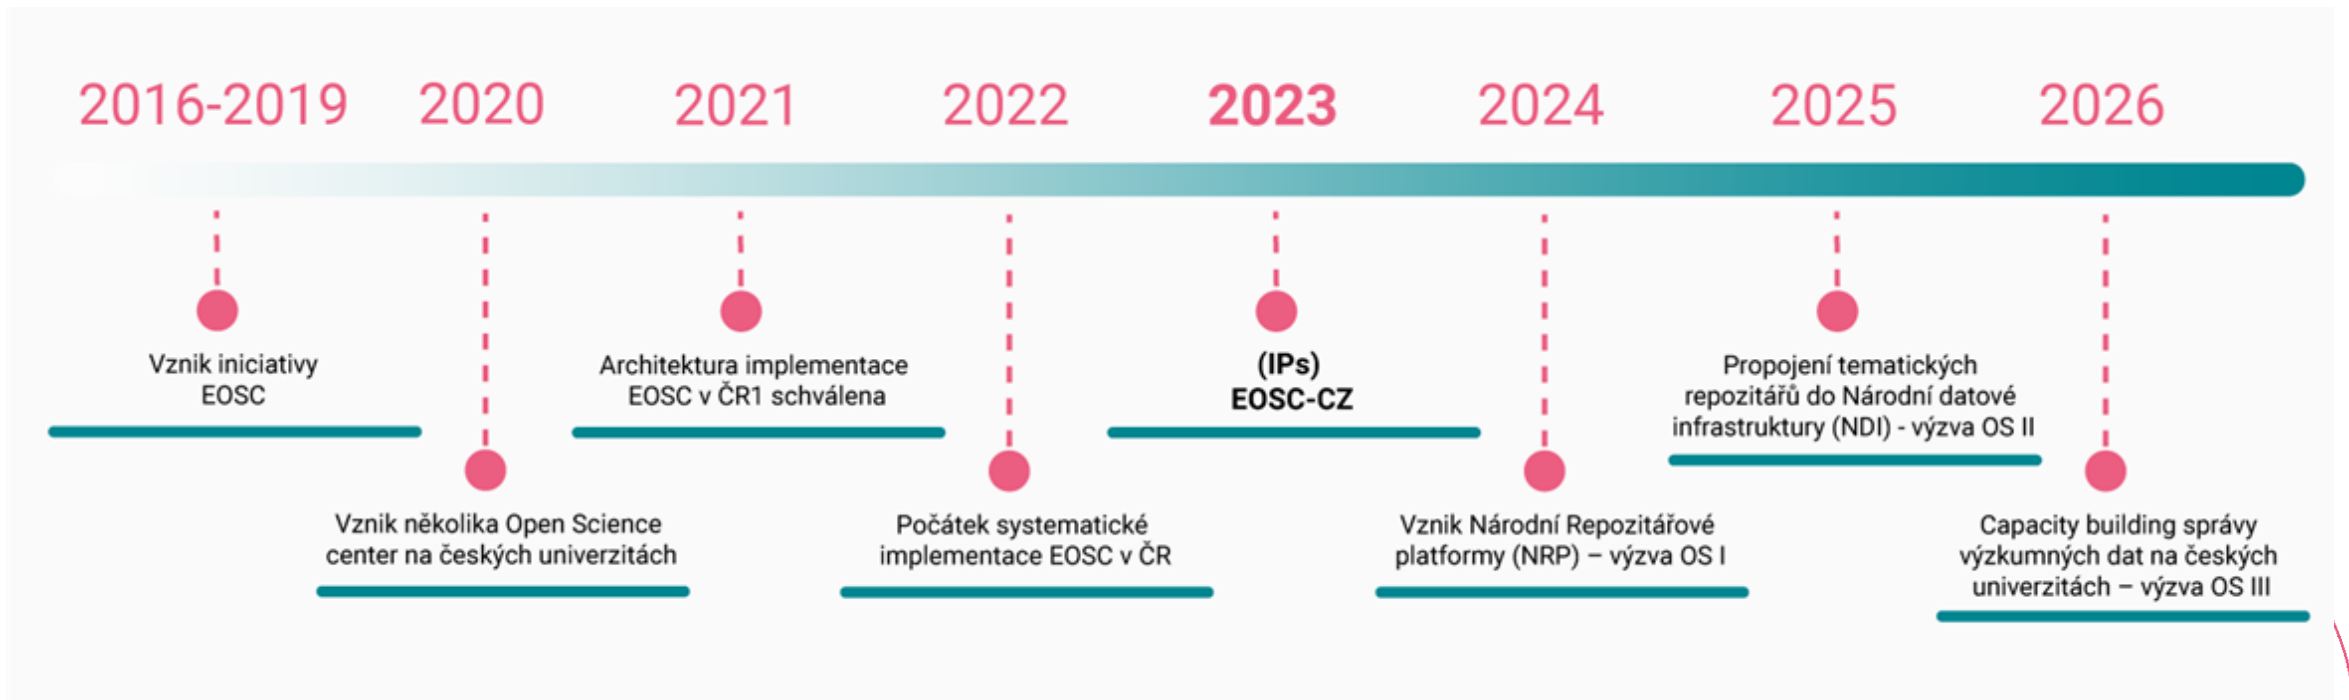 2016-2019
2020
2021
2022
2023
2024
2025
2026
Vznik iniciativy
EOSC
Vznik několika Open Science
center na českých univerzitách
Architektura implementace
EOSC v ČR1 schválena
Počátek systematické
implementace EOSC v ČR
(IPs)
EOSC-CZ
Vznik Národní Repozitářové
platformy (NRP) – výzva OS I
Propojení tematických
repozitářů do Národní datové
infrastruktury (NDI) - výzva OS II
Capacity building správy
výzkumných dat na českých
univerzitách – výzva OS III